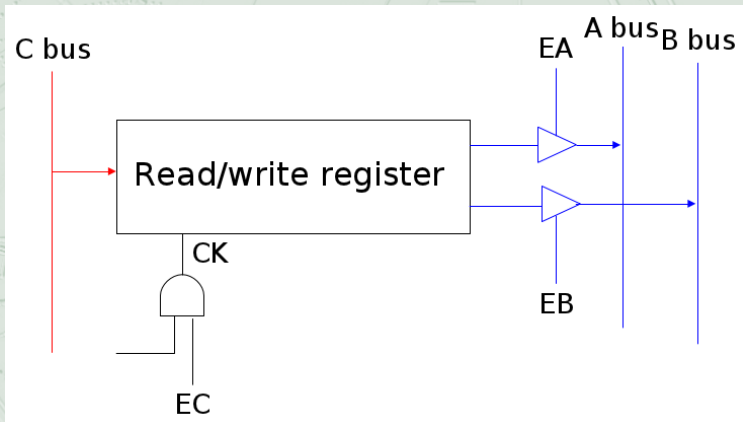 C bus
EA
A bus
B bus
Read/write register
CK
EB
EC